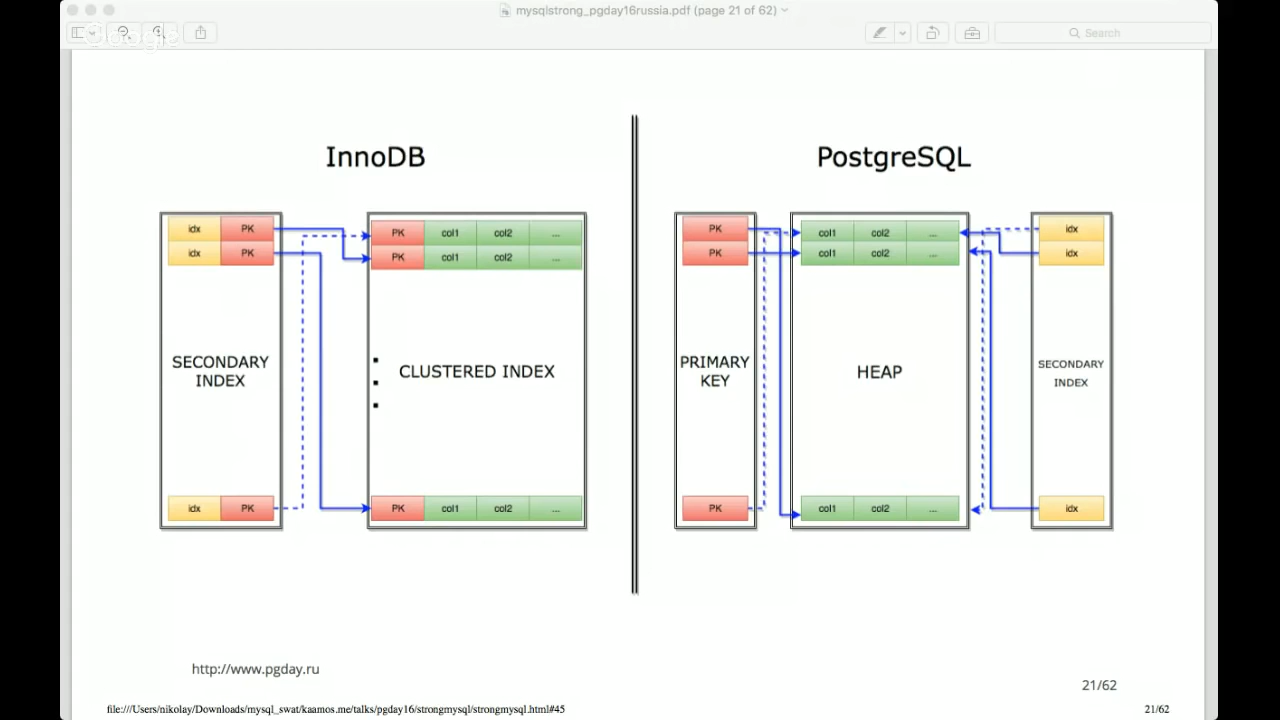 mysqlstrong_pgday16russia.pdf (page 21 of 62)
Google
Search
InnoDB
PostgreSQL
idx PK
idx PK
SECONDARY
INDEX
idx PK
PK col1 col2 ...
PK col1 col2 ...
CLUSTERED INDEX
PK col1 col2 ...
PK
PK
PRIMARY
KEY
PK
col1 col2 ...
col1 col2 ...
HEAP
col1 col2 ...
idx
idx
SECONDARY
INDEX
idx
http://www.pgday.ru
21/62
file:///Users/nikolay/Downloads/mysql_swat/kaamos.me/talks/pgday16/strongmysql/strongmysql.html#45
21/62